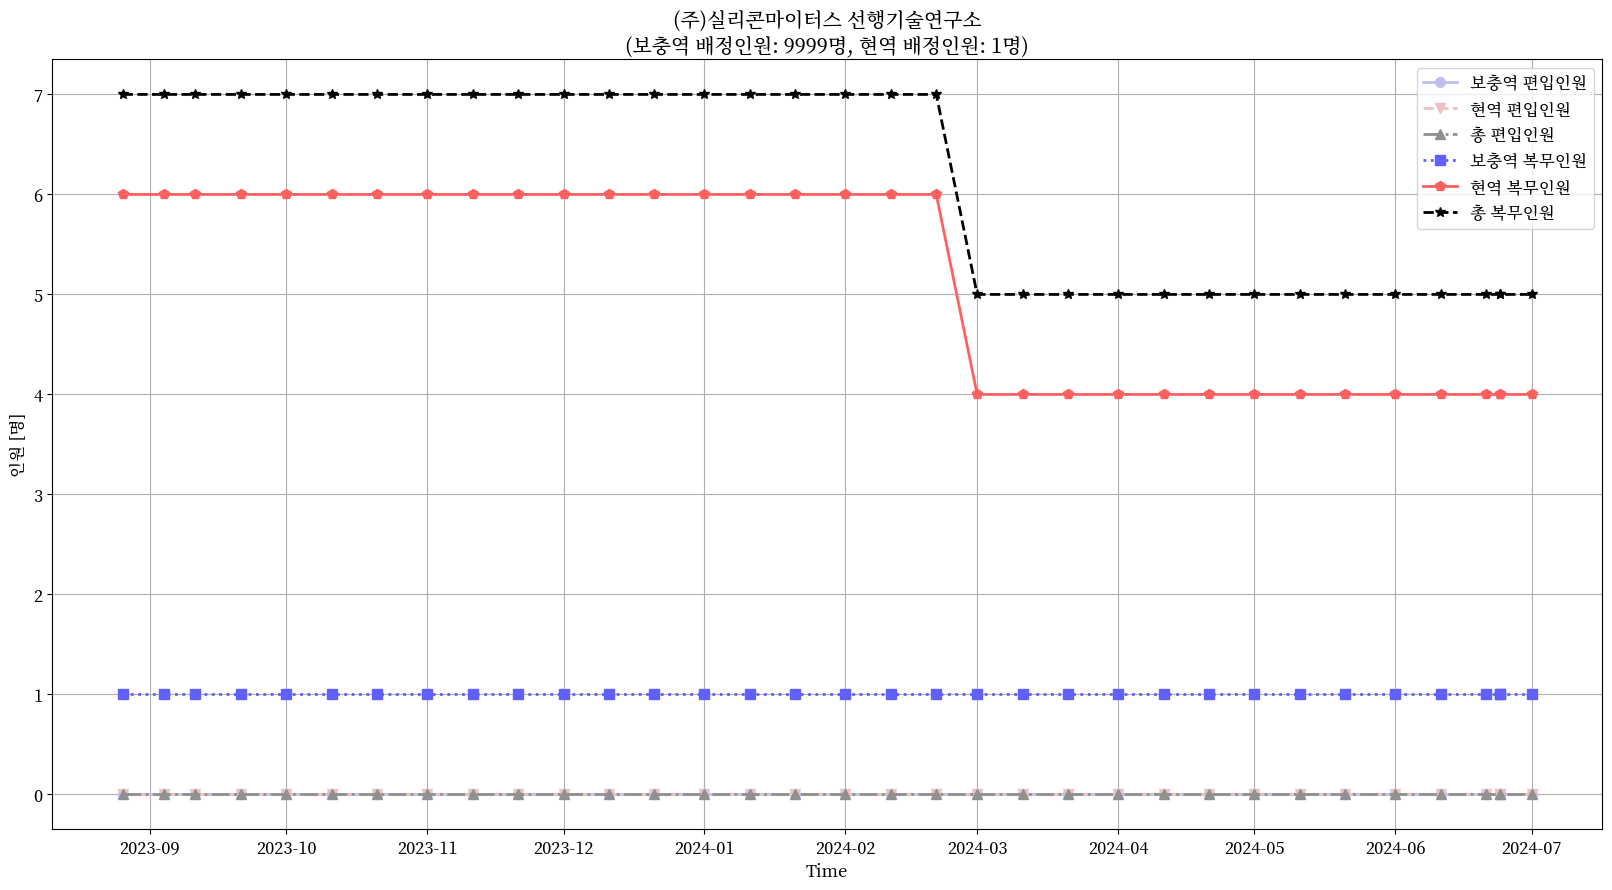 (주)실리콘마이터스 선행기술연구소
(보충역 배정인원: 9999명, 현역 배정인원: 1명)
보충역 편입인원
현역 편입인원
총 편입인원
보충역 복무인원
현역 복무인원
총 복무인원
인원 [명]
7
6
5
4
3
2
1
0
2023-09 2023-10 2023-11 2023-12 2024-01 2024-02 2024-03 2024-04 2024-05 2024-06 2024-07
Time